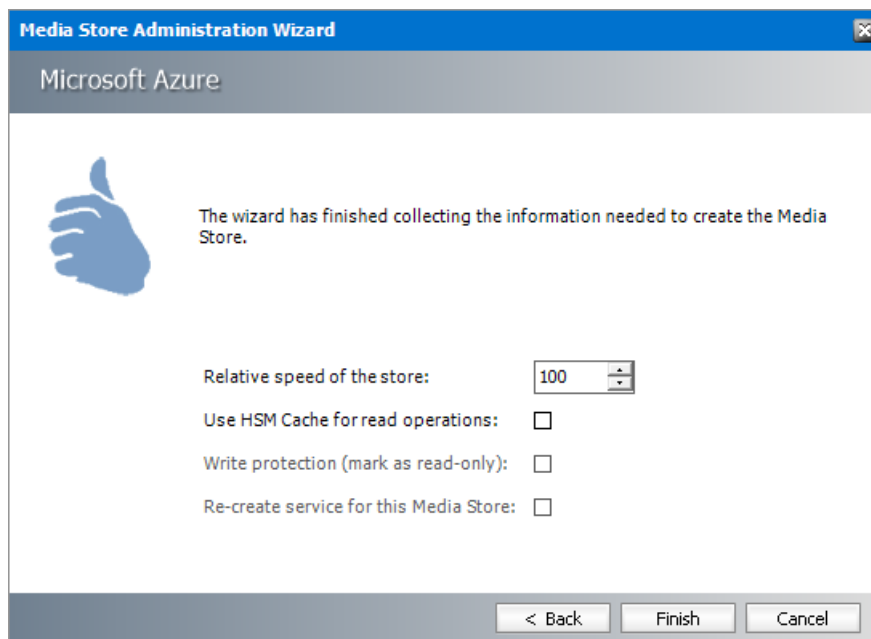 Media Store Administration Wizard
Microsoft Azure
The wizard has finished collecting the information needed to create the Media
Store.
Relative speed of the store:
100
Use HSM Cache for read operations:
Write protection (mark as read-only):
Re-create service for this Media Store:
< Back
Finish
Cancel